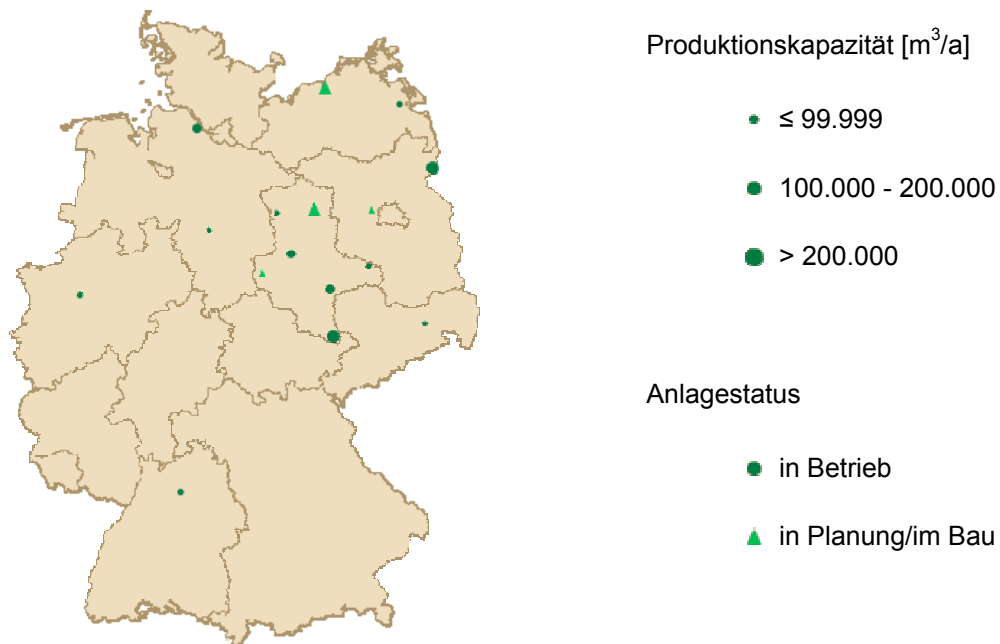 Produktionskapazität [m³/a]
≤ 99.999
100.000 - 200.000
> 200.000
Anlagestatus
in Betrieb
in Planung/im Bau